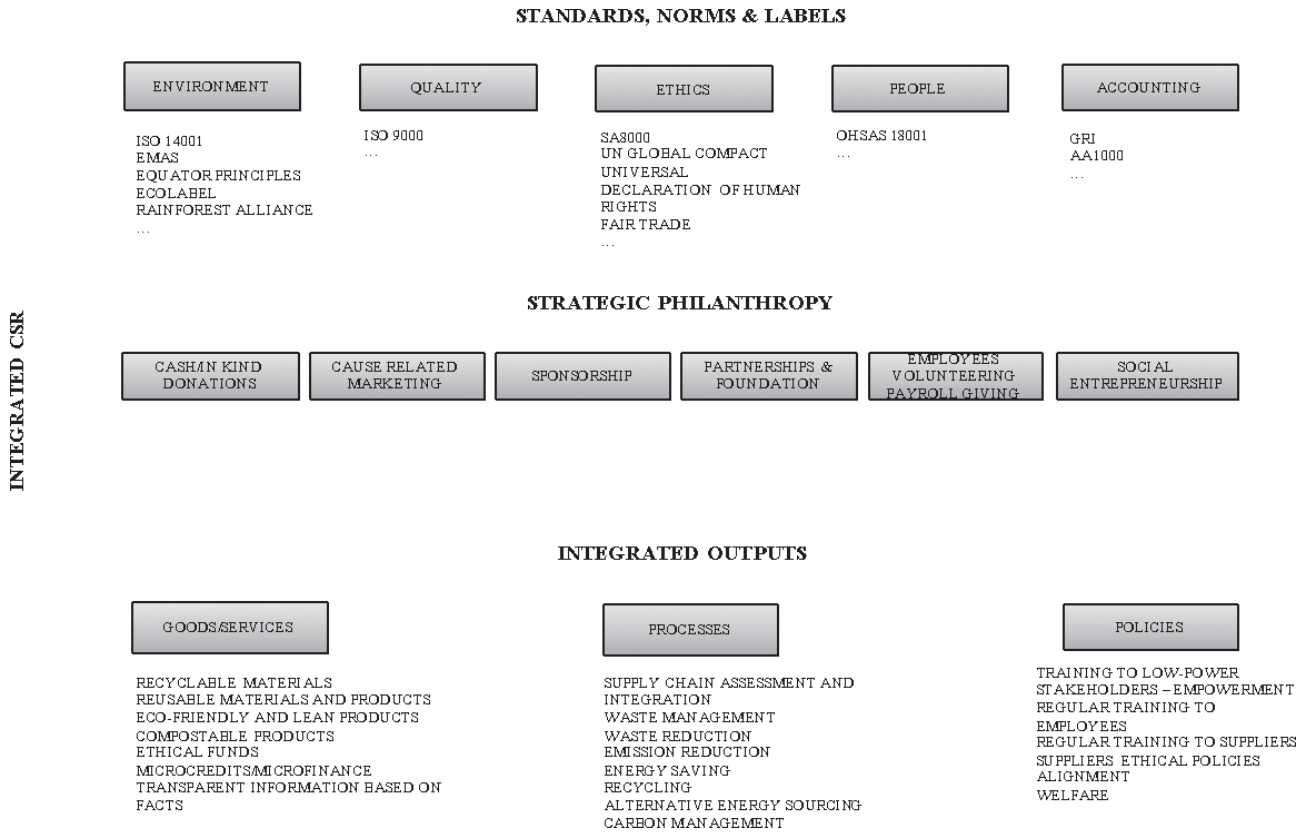 STANDARDS, NORMS & LABELS
ENVIRONMENT
QUALITY
ETHICS
PEOPLE
ACCOUNTING
ISO 14001
EMAS
EQUATOR PRINCIPLES
ECOLABEL
RAINFOREST ALLIANCE
...
ISO 9000
...
SA8000
UN GLOBAL COMPACT
UNIVERSAL
DECLARATION OF HUMAN
RIGHTS
FAIR TRADE
...
OHSAS 18001
...
GRI
AA1000
...
INTEGRATED CSR
STRATEGIC PHILANTHROPY
CASH/IN KIND
DONATIONS
CAUSE RELATED
MARKETING
SPONSORSHIP
PARTNERSHIPS &
FOUNDATION
EMPLOYEES
VOLUNTEERING
PAYROLL GIVING
SOCIAL
ENTREPRENEURSHIP
INTEGRATED OUTPUTS
GOODS/SERVICES
RECYCLABLE MATERIALS
REUSABLE MATERIALS AND PRODUCTS
ECO-FRIENDLY AND LEAN PRODUCTS
COMPOSTABLE PRODUCTS
ETHICAL FUNDS
MICROCREDITS/MICROFINANCE
TRANSPARENT INFORMATION BASED ON
FACTS
PROCESSES
SUPPLY CHAIN ASSESSMENT AND
INTEGRATION
WASTE MANAGEMENT
WASTE REDUCTION
EMISSION REDUCTION
ENERGY SAVING
RECYCLING
ALTERNATIVE ENERGY SOURCING
CARBON MANAGEMENT
POLICIES
TRAINING TO LOW-POWER
STAKEHOLDERS – EMPOWERMENT
REGULAR TRAINING TO
EMPLOYEES
REGULAR TRAINING TO SUPPLIERS
SUPPLIERS ETHICAL POLICIES
ALIGNMENT
WELFARE